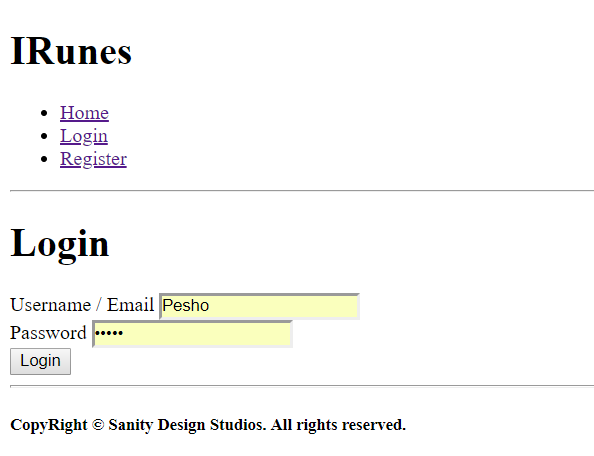 IRunes
Home
Login
Register
Login
Username / Email Pesho
Password •••••
Login
CopyRight © Sanity Design Studios. All rights reserved.